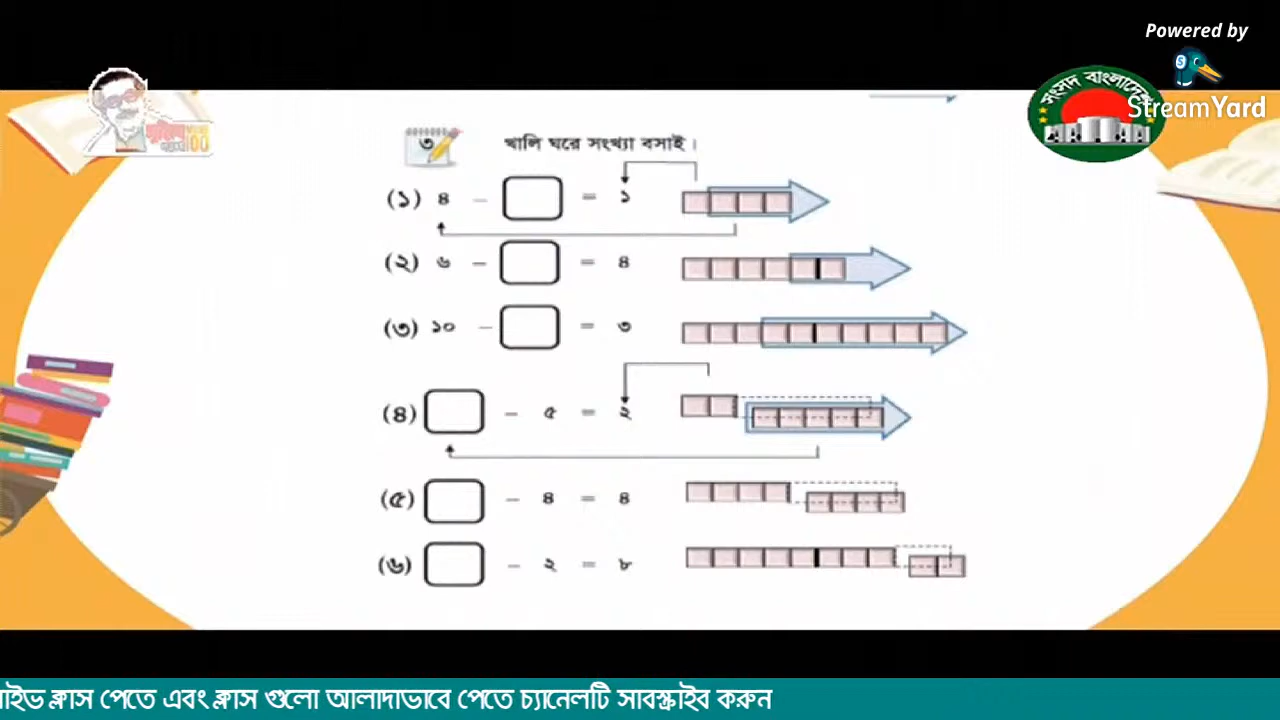 Powered by
StreamYard
সংসদ বাংলাদেশ
৩ খালি ঘরে সংখ্যা বসাই।
(১) ৪ – = ১
(২) ৬ – = ৪
(৩) ১০ – = ৩
(৪) – ৫ = ২
(৫) – ৪ = ৪
(৬) – ২ = ৮
াইভ ক্লাস পেতে এবং ক্লাস গুলো আলাদাভাবে পেতে চ্যানেলটি সাবস্ক্রাইব করুন